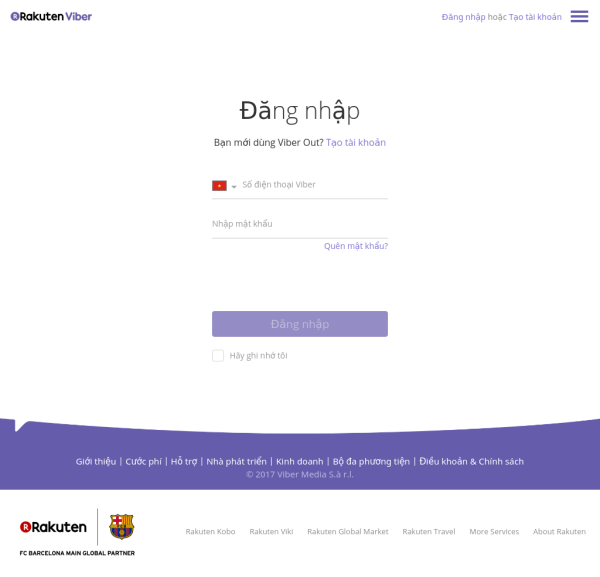 Rakuten Viber
Đăng nhập hoặc Tạo tài khoản
Đăng nhập
Bạn mới dùng Viber Out? Tạo tài khoản
Số điện thoại Viber
Nhập mật khẩu
Quên mật khẩu?
Đăng nhập
Hãy ghi nhớ tôi
Giới thiệu | Cước phí | Hỗ trợ | Nhà phát triển | Kinh doanh | Bộ đa phương tiện | Điều khoản & Chính sách
© 2017 Viber Media S.à r.l.
Rakuten
FC BARCELONA MAIN GLOBAL PARTNER
Rakuten Kobo Rakuten Viki Rakuten Global Market Rakuten Travel More Services About Rakuten